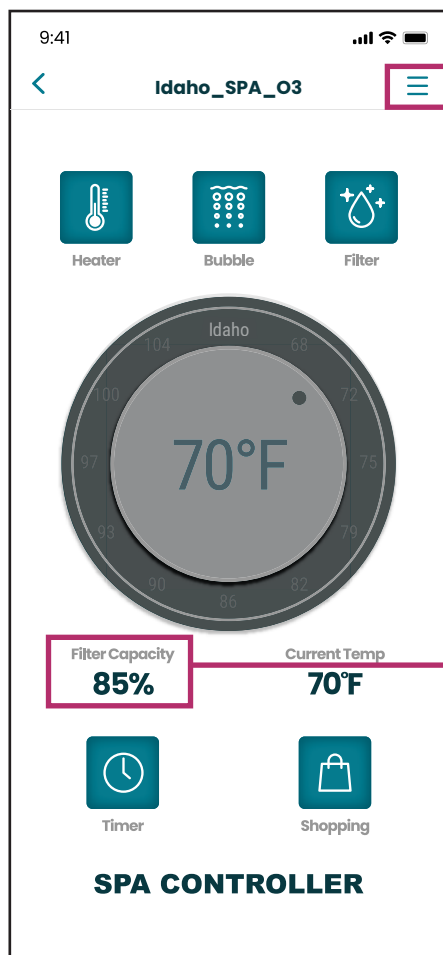 9:41
Idaho_SPA_03
Heater Bubble Filter
Idaho
104 68
100 72
70°F
97 75
93 79
90 82
86
Filter Capacity Current Temp
85% 70°F
Timer Shopping
SPA CONTROLLER